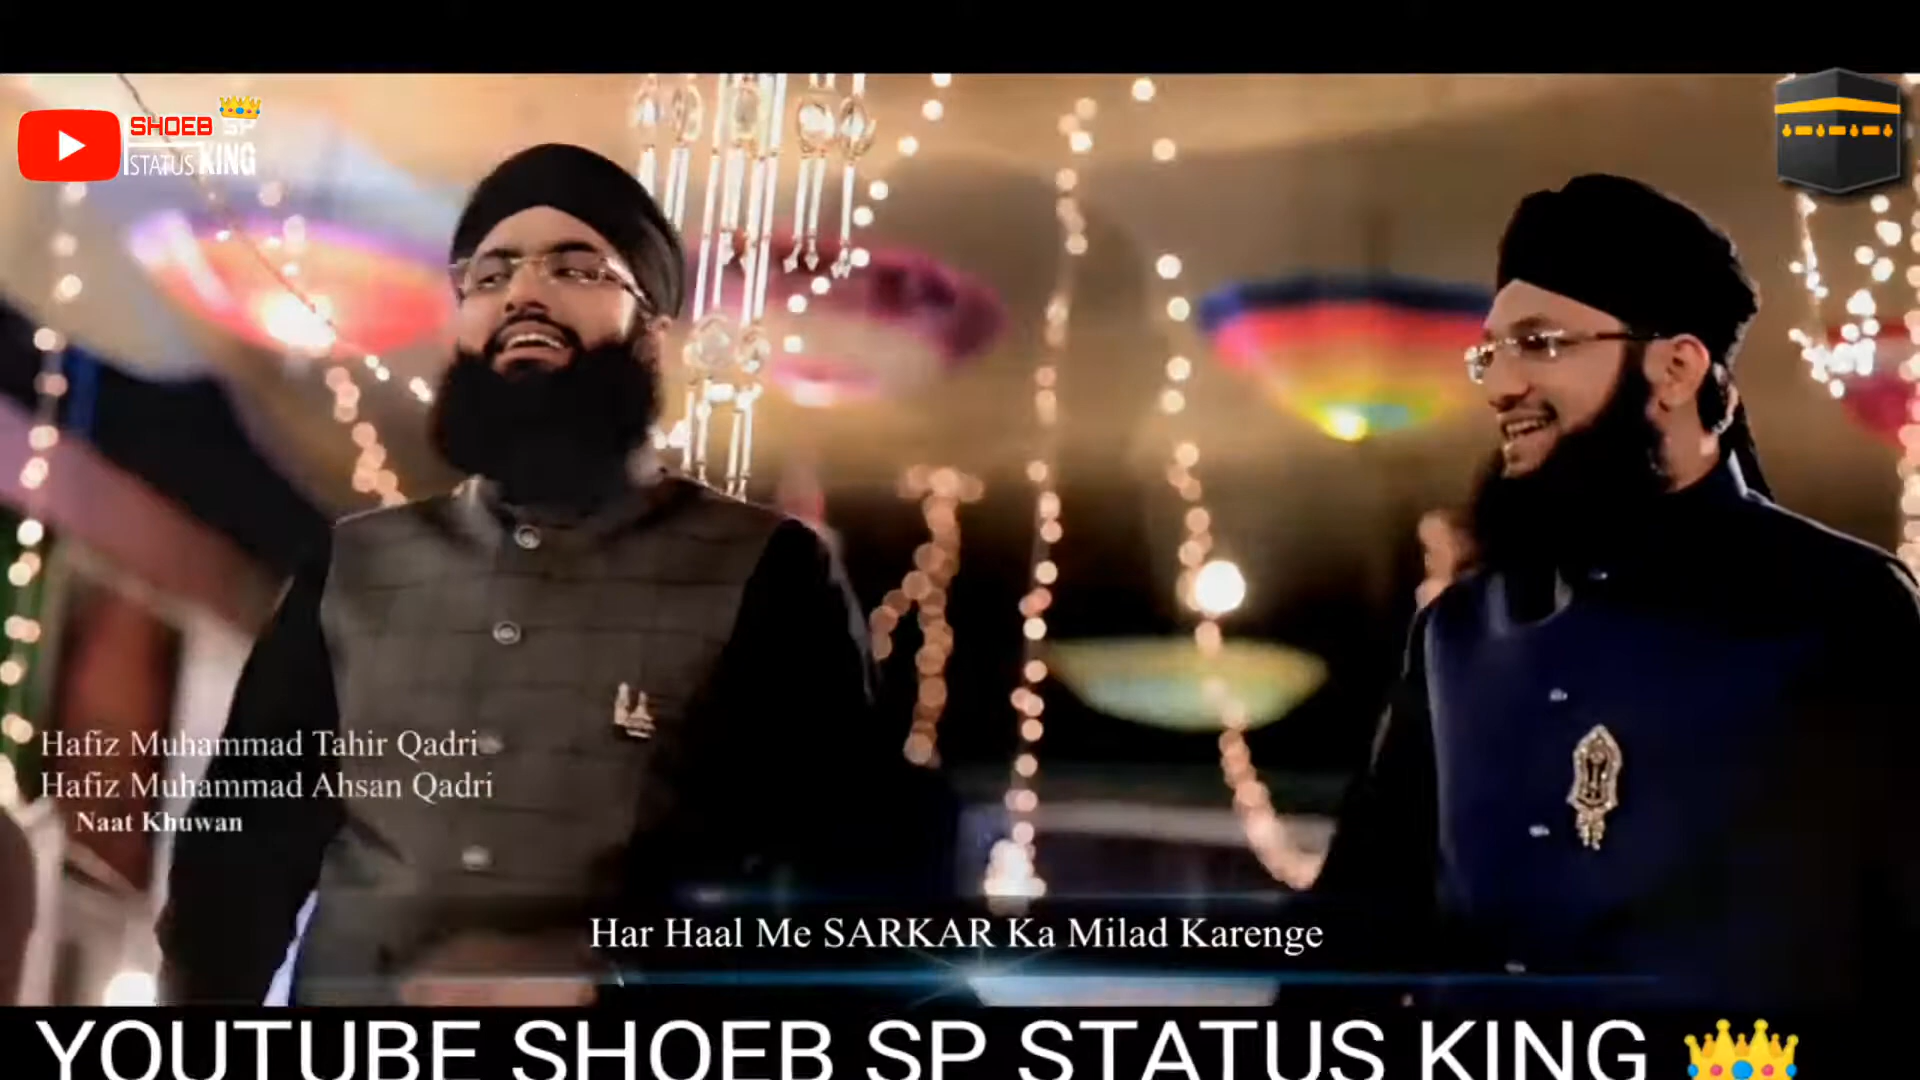 SHOEB SP
STATUS KING
Hafiz Muhammad Tahir Qadri
Hafiz Muhammad Ahsan Qadri
Naat Khuwan
Har Haal Me SARKAR Ka Milad Karenge
YOUTUBE SHOEB SP STATUS KING 👑